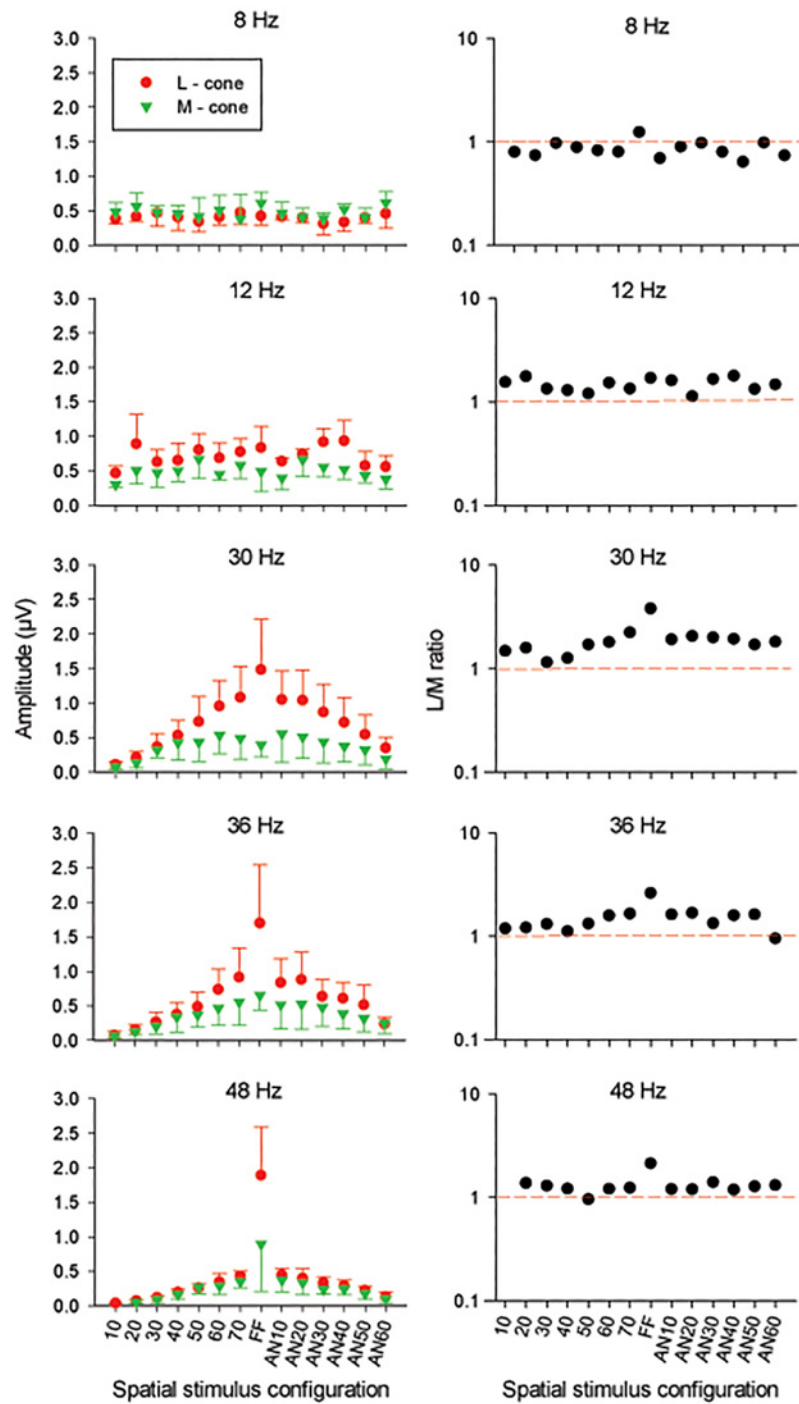 8 Hz
3.0
2.5
2.0
1.5
1.0
0.5
0.0
L - cone
M - cone
8 Hz
10
1
0.1
12 Hz
3.0
2.5
2.0
1.5
1.0
0.5
0.0
12 Hz
10
1
0.1
30 Hz
3.0
2.5
2.0
1.5
1.0
0.5
0.0
Amplitude (µV)
30 Hz
10
1
0.1
L/M ratio
36 Hz
3.0
2.5
2.0
1.5
1.0
0.5
0.0
36 Hz
10
1
0.1
48 Hz
3.0
2.5
2.0
1.5
1.0
0.5
0.0
10
20
30
40
50
60
70
FF
AN10
AN20
AN30
AN40
AN50
AN60
Spatial stimulus configuration
48 Hz
10
1
0.1
10
20
30
40
50
60
70
FF
AN10
AN20
AN30
AN40
AN50
AN60
Spatial stimulus configuration